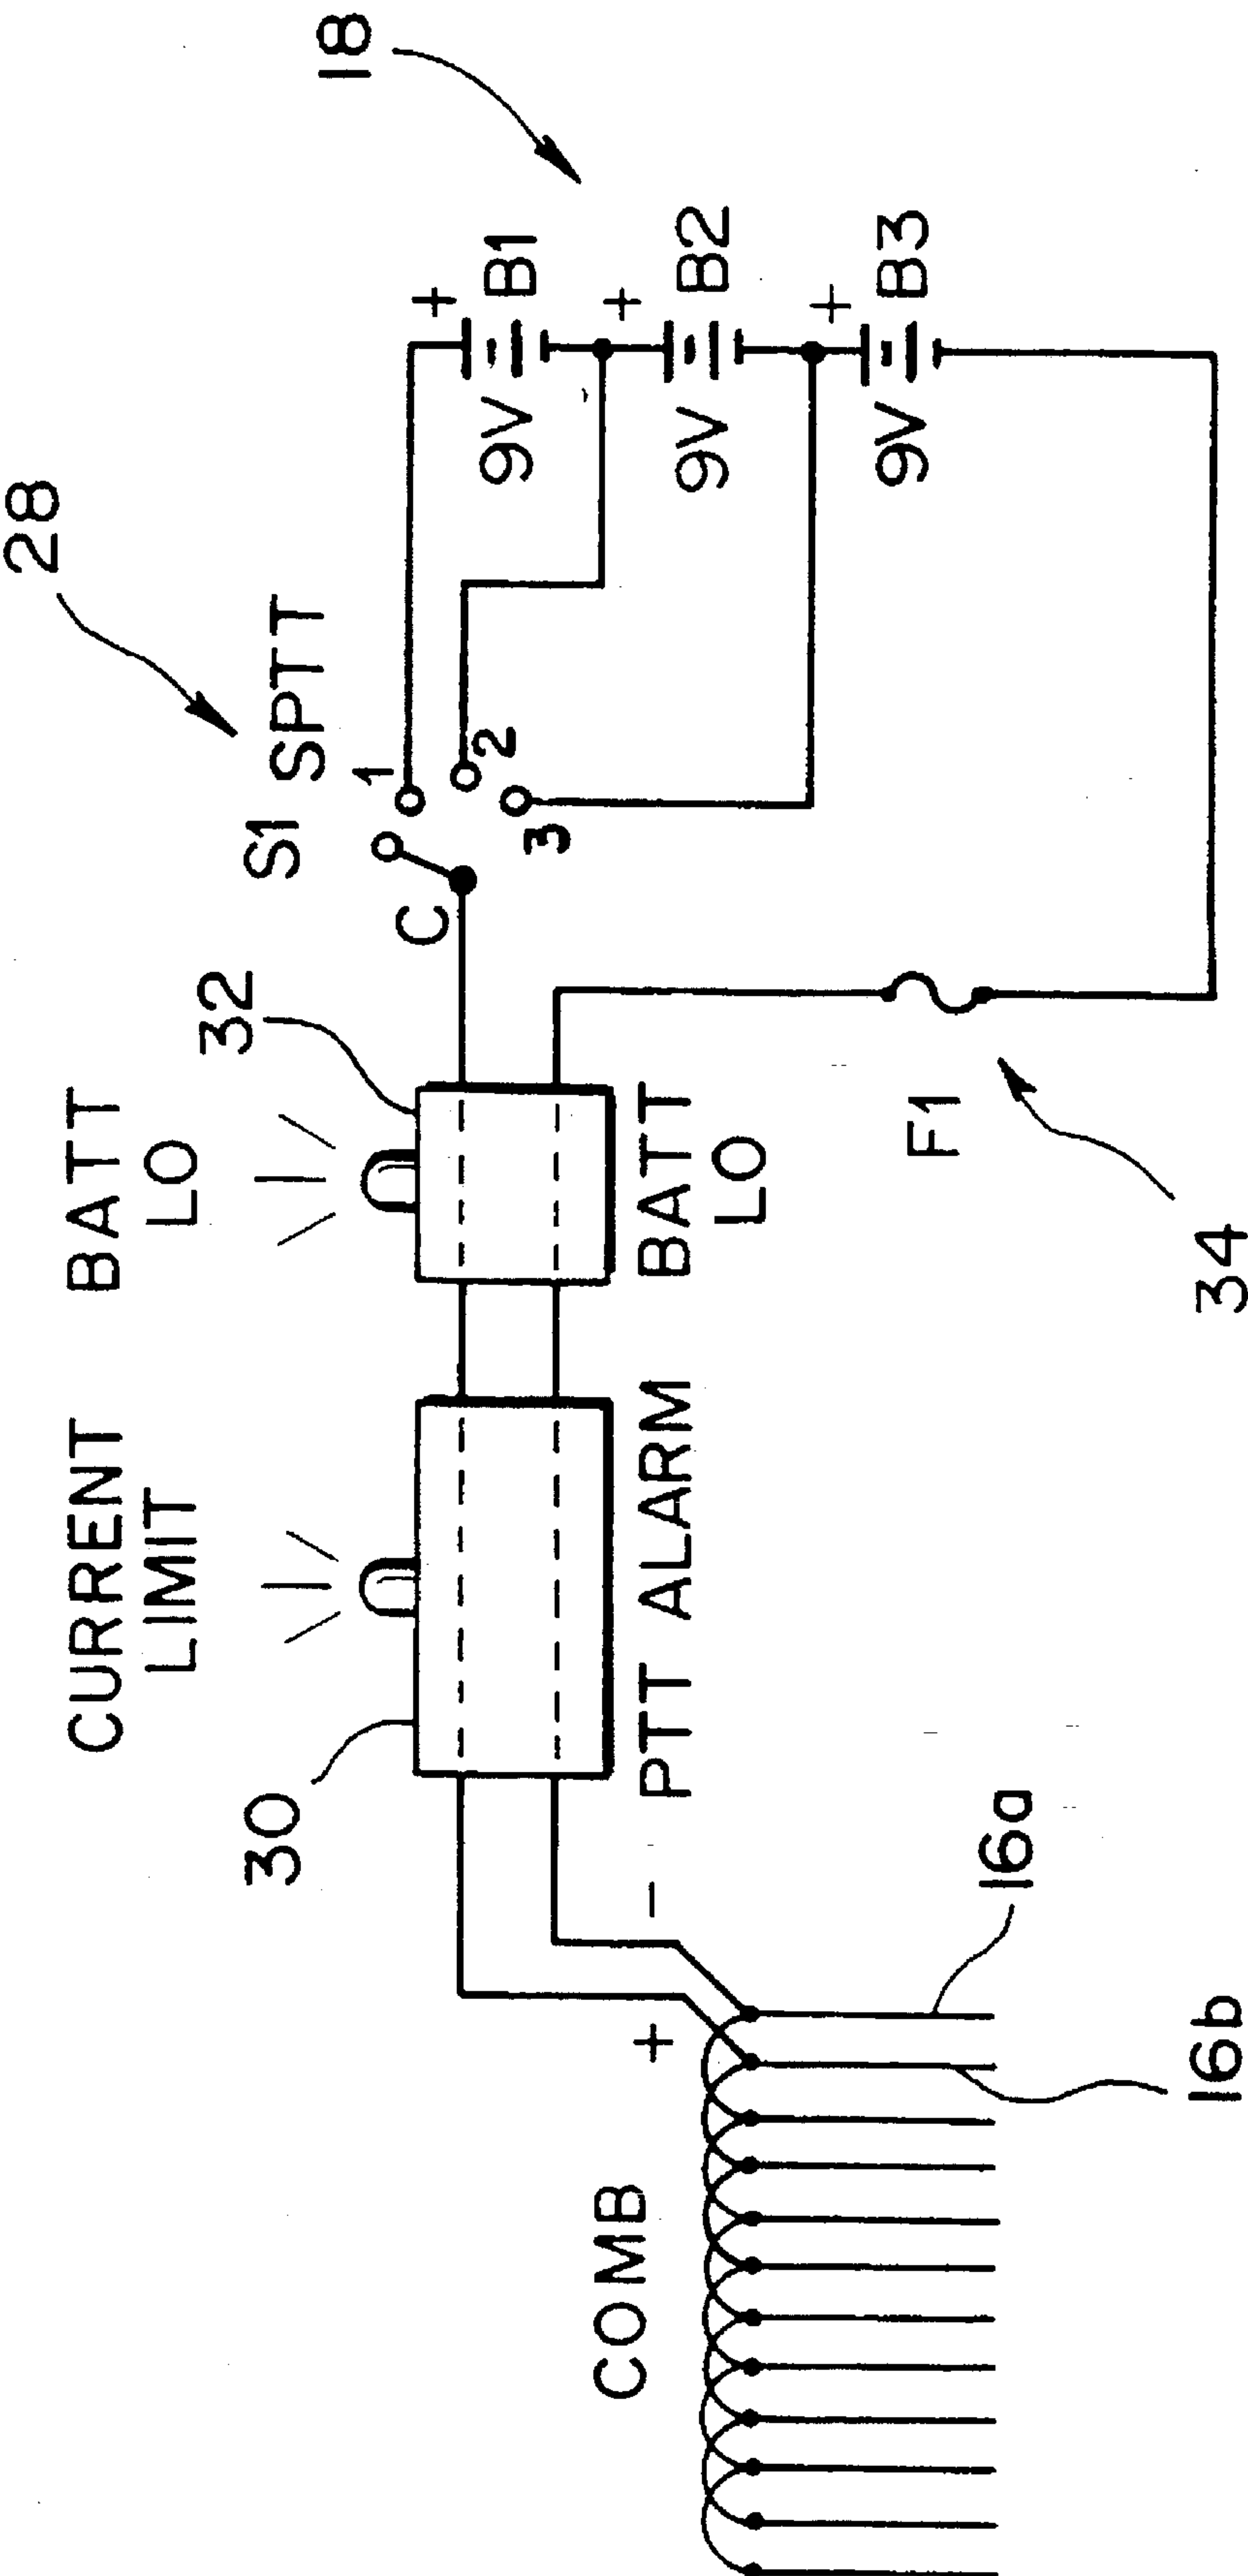 28
18
S1 SPTT
BATT
LO
CURRENT
LIMIT
32
30
C
1
2
3
+
9V B1
+
9V B2
+
9V B3
BATT
LO
PTT ALARM
F1
34
COMB
+
-
16a
16b